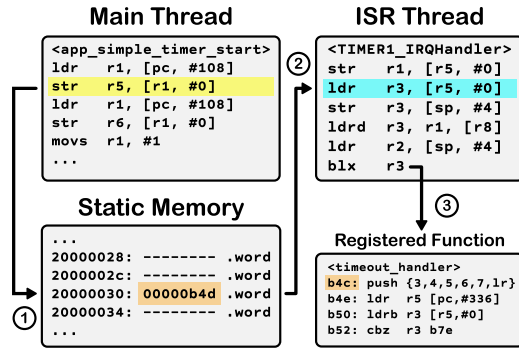 Main Thread
<app_simple_timer_start>
ldr r1, [pc, #108]
str r5, [r1, #0]
ldr r1, [pc, #108]
str r6, [r1, #0]
movs r1, #1
...
Static Memory
...
20000028: -------- .word
2000002c: -------- .word
20000030: 00000b4d .word
20000034: -------- .word
...
1
2
ISR Thread
<TIMER1_IRQHandler>
str r1, [r5, #0]
ldr r3, [r5, #0]
str r3, [sp, #4]
ldrd r3, r1, [r8]
ldr r2, [sp, #4]
blx r3
3
Registered Function
<timeout_handler>
b4c: push {3,4,5,6,7,lr}
b4e: ldr r5 [pc,#336]
b50: ldrb r3 [r5,#0]
b52: cbz r3 b7e